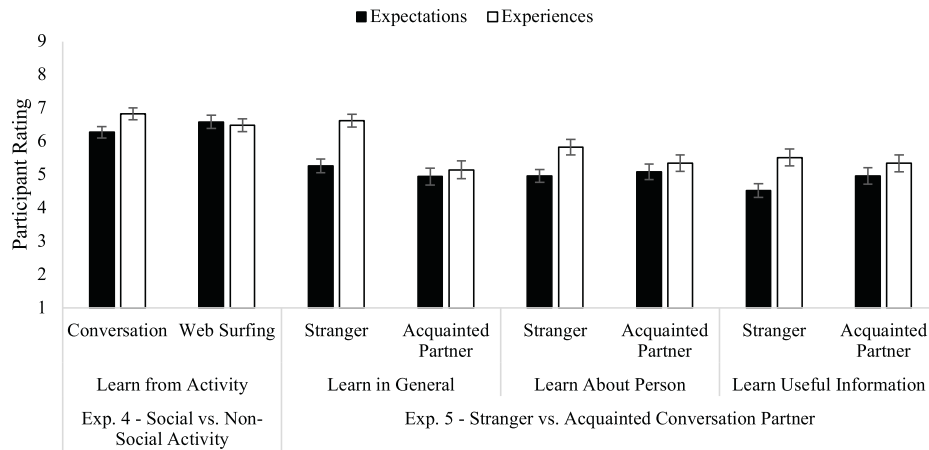 Expectations Experiences
Participant Rating
9
8
7
6
5
4
3
2
1
Conversation Web Surfing Stranger Acquainted Partner Stranger Acquainted Partner Stranger Acquainted Partner
Learn from Activity Learn in General Learn About Person Learn Useful Information
Exp. 4 - Social vs. Non-
Social Activity
Exp. 5 - Stranger vs. Acquainted Conversation Partner